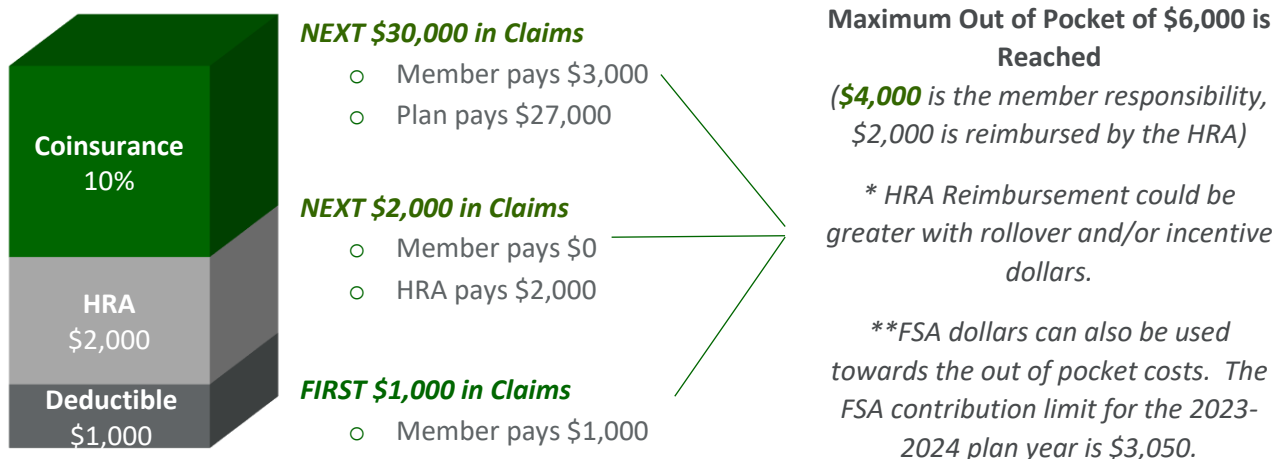 Coinsurance
10%
HRA
$2,000
Deductible
$1,000
NEXT $30,000 in Claims
o Member pays $3,000
o Plan pays $27,000
NEXT $2,000 in Claims
o Member pays $0
o HRA pays $2,000
FIRST $1,000 in Claims
o Member pays $1,000
Maximum Out of Pocket of $6,000 is
Reached
($4,000 is the member responsibility,
$2,000 is reimbursed by the HRA)
* HRA Reimbursement could be
greater with rollover and/or incentive
dollars.
**FSA dollars can also be used
towards the out of pocket costs. The
FSA contribution limit for the 2023-
2024 plan year is $3,050.